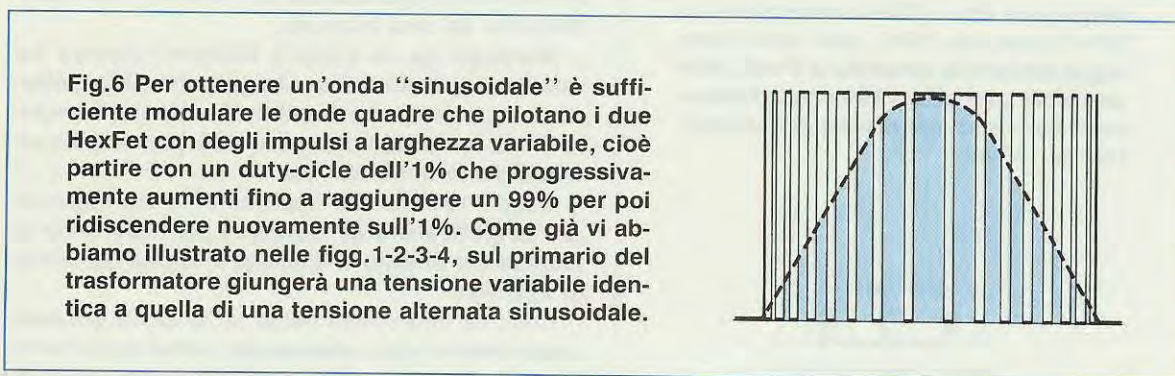 Fig.6 Per ottenere un'onda "sinusoidale" è suffi-
ciente modulare le onde quadre che pilotano i due
HexFet con degli impulsi a larghezza variabile, cioè
partire con un duty-cicle dell'1% che progressiva-
mente aumenti fino a raggiungere un 99% per poi
ridiscendere nuovamente sull'1%. Come già vi ab-
biamo illustrato nelle figg.1-2-3-4, sul primario del
trasformatore giungerà una tensione variabile iden-
tica a quella di una tensione alternata sinusoidale.